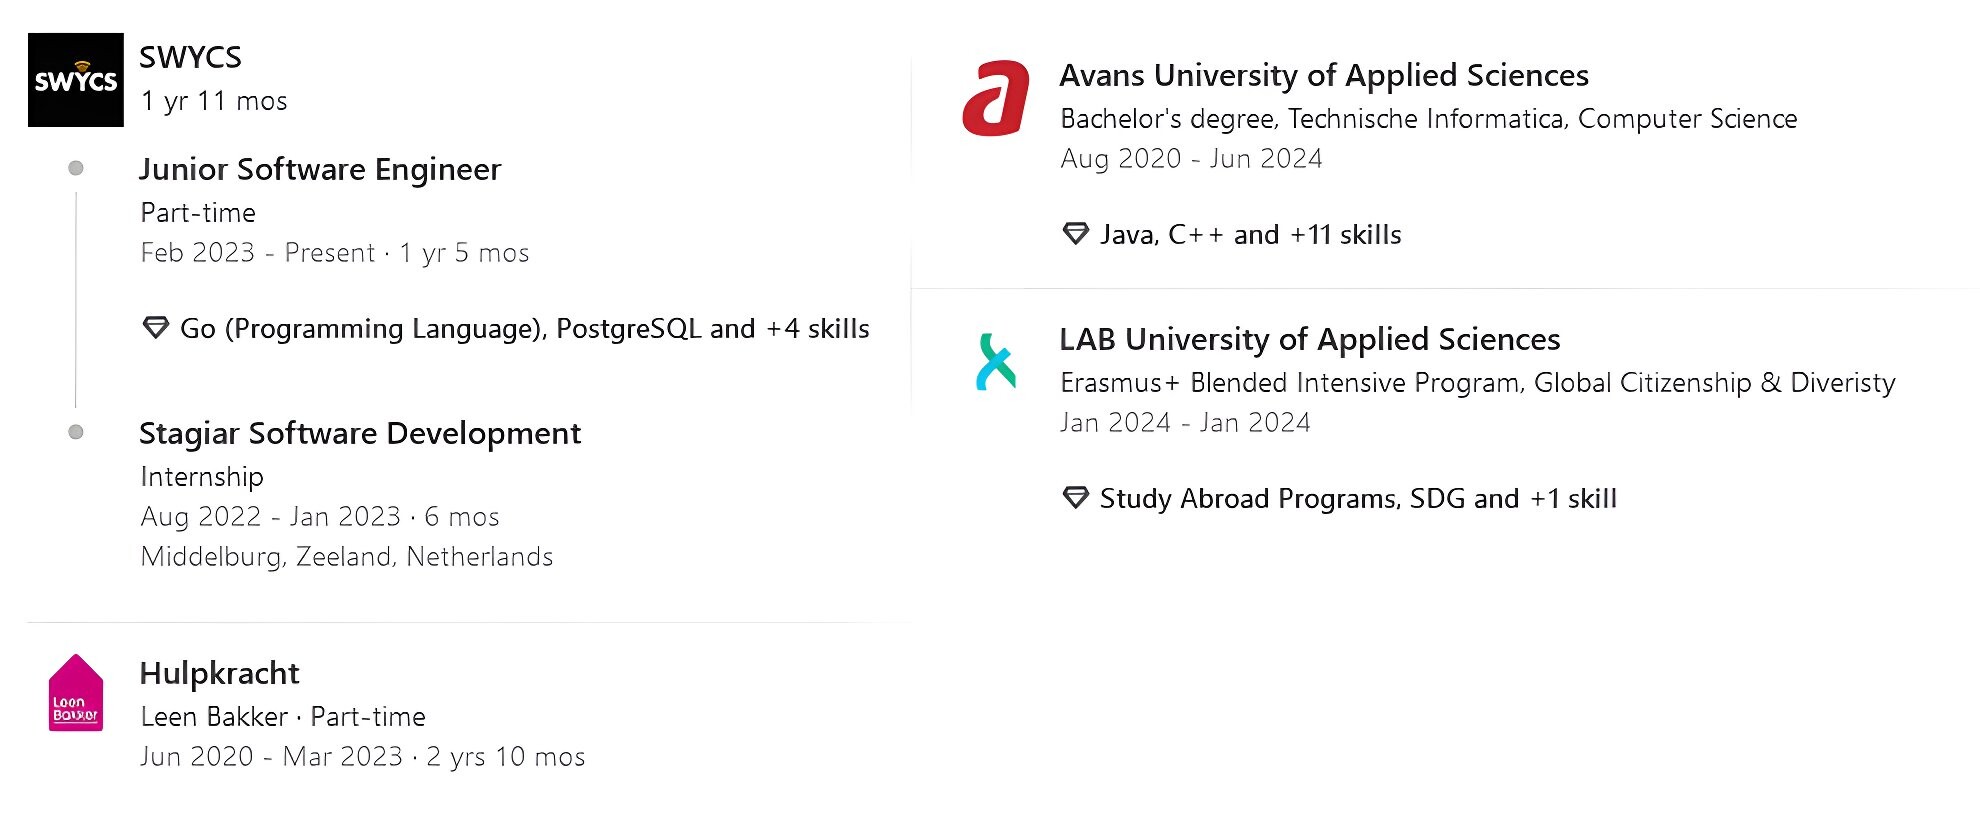 SWYCS
SWYCS
1 yr 11 mos
Junior Software Engineer
Part-time
Feb 2023 - Present · 1 yr 5 mos
Go (Programming Language), PostgreSQL and +4 skills
Stagiar Software Development
Internship
Aug 2022 - Jan 2023 · 6 mos
Middelburg, Zeeland, Netherlands
Leen
Bakker
Hulpkracht
Leen Bakker · Part-time
Jun 2020 - Mar 2023 · 2 yrs 10 mos
a
Avans University of Applied Sciences
Bachelor's degree, Technische Informatica, Computer Science
Aug 2020 - Jun 2024
Java, C++ and +11 skills
LAB University of Applied Sciences
Erasmus+ Blended Intensive Program, Global Citizenship & Diveristy
Jan 2024 - Jan 2024
Study Abroad Programs, SDG and +1 skill